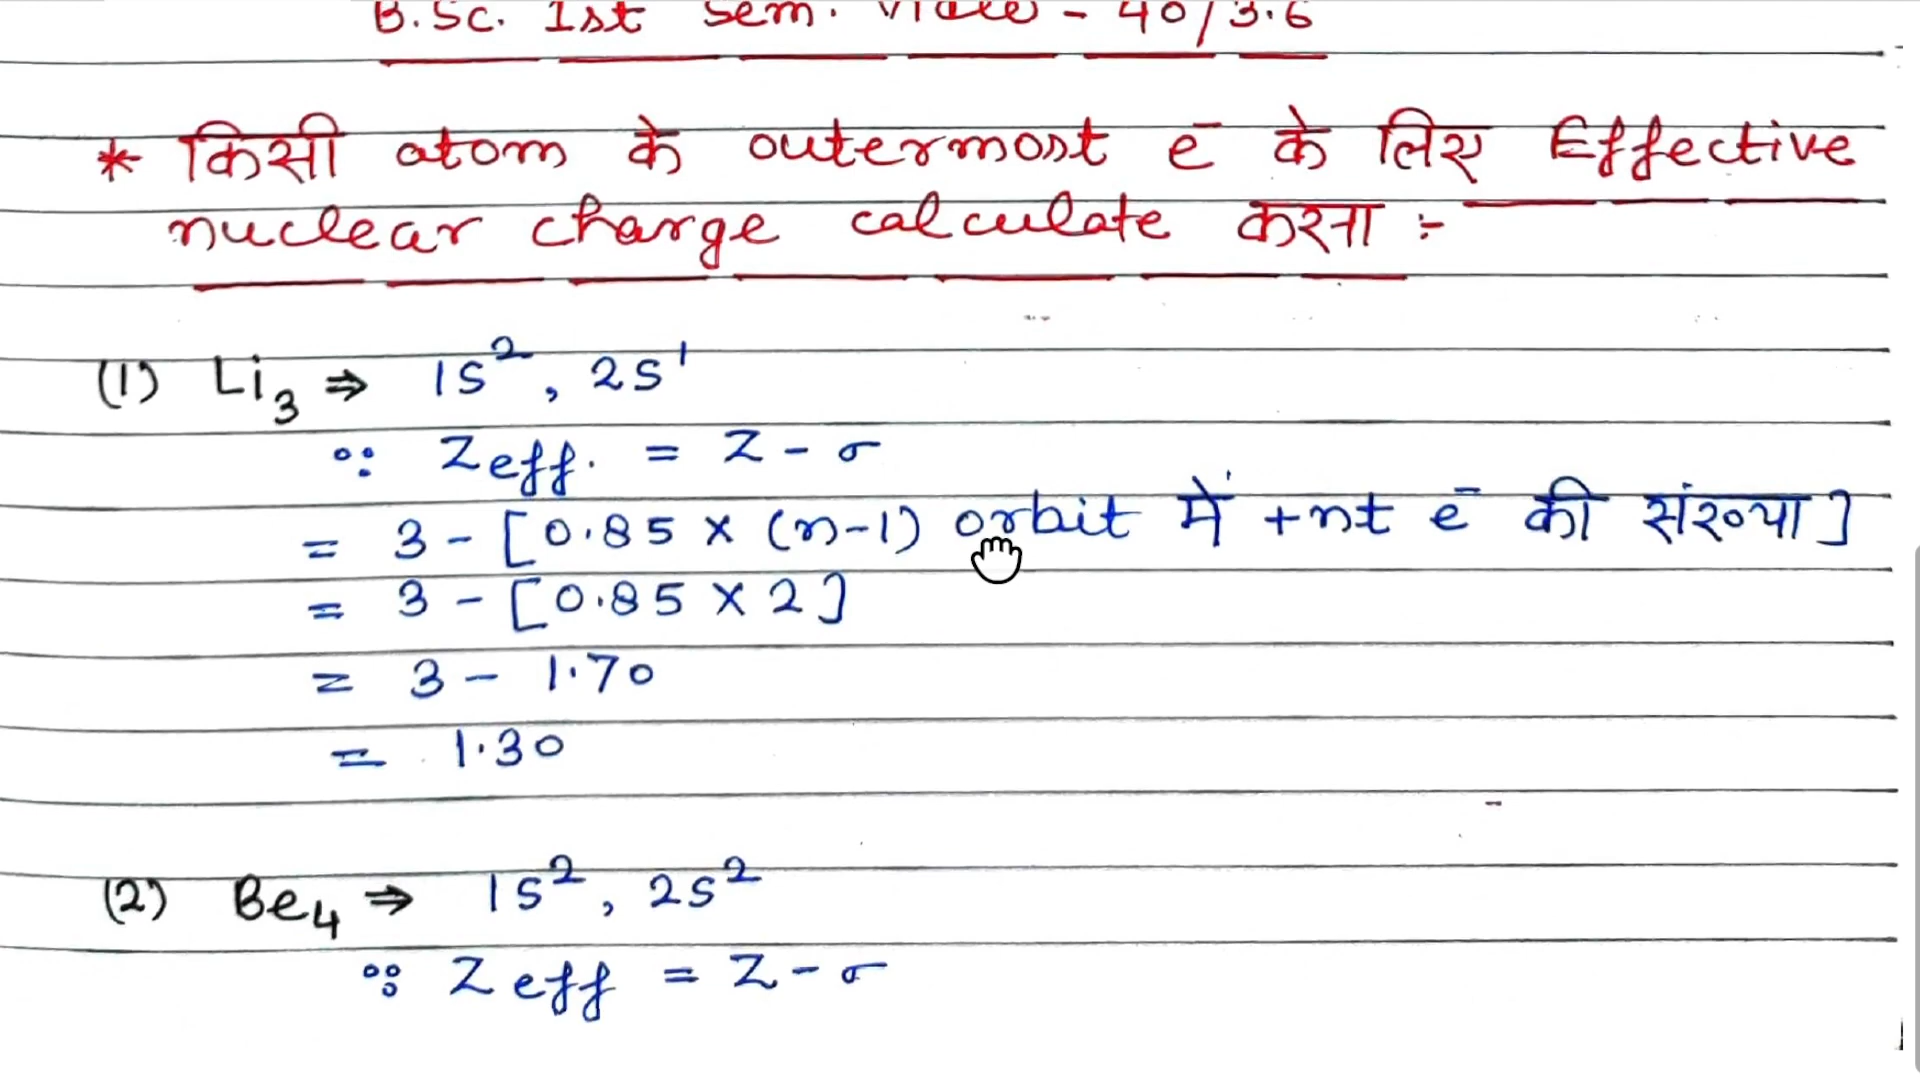 B.Sc. 1st Sem. Video - 40/3.6
* किसी atom के outermost e⁻ के लिए Effective
nuclear charge calculate करना :-
(1) Li₃ ⇒ 1S², 2S¹
∵ Zeff. = Z - σ
= 3 - [0.85 × (n-1) orbit में +nt e⁻ की संख्या]
= 3 - [0.85 × 2]
= 3 - 1.70
= 1.30
(2) Be₄ ⇒ 1S², 2S²
∵ Zeff = Z - σ